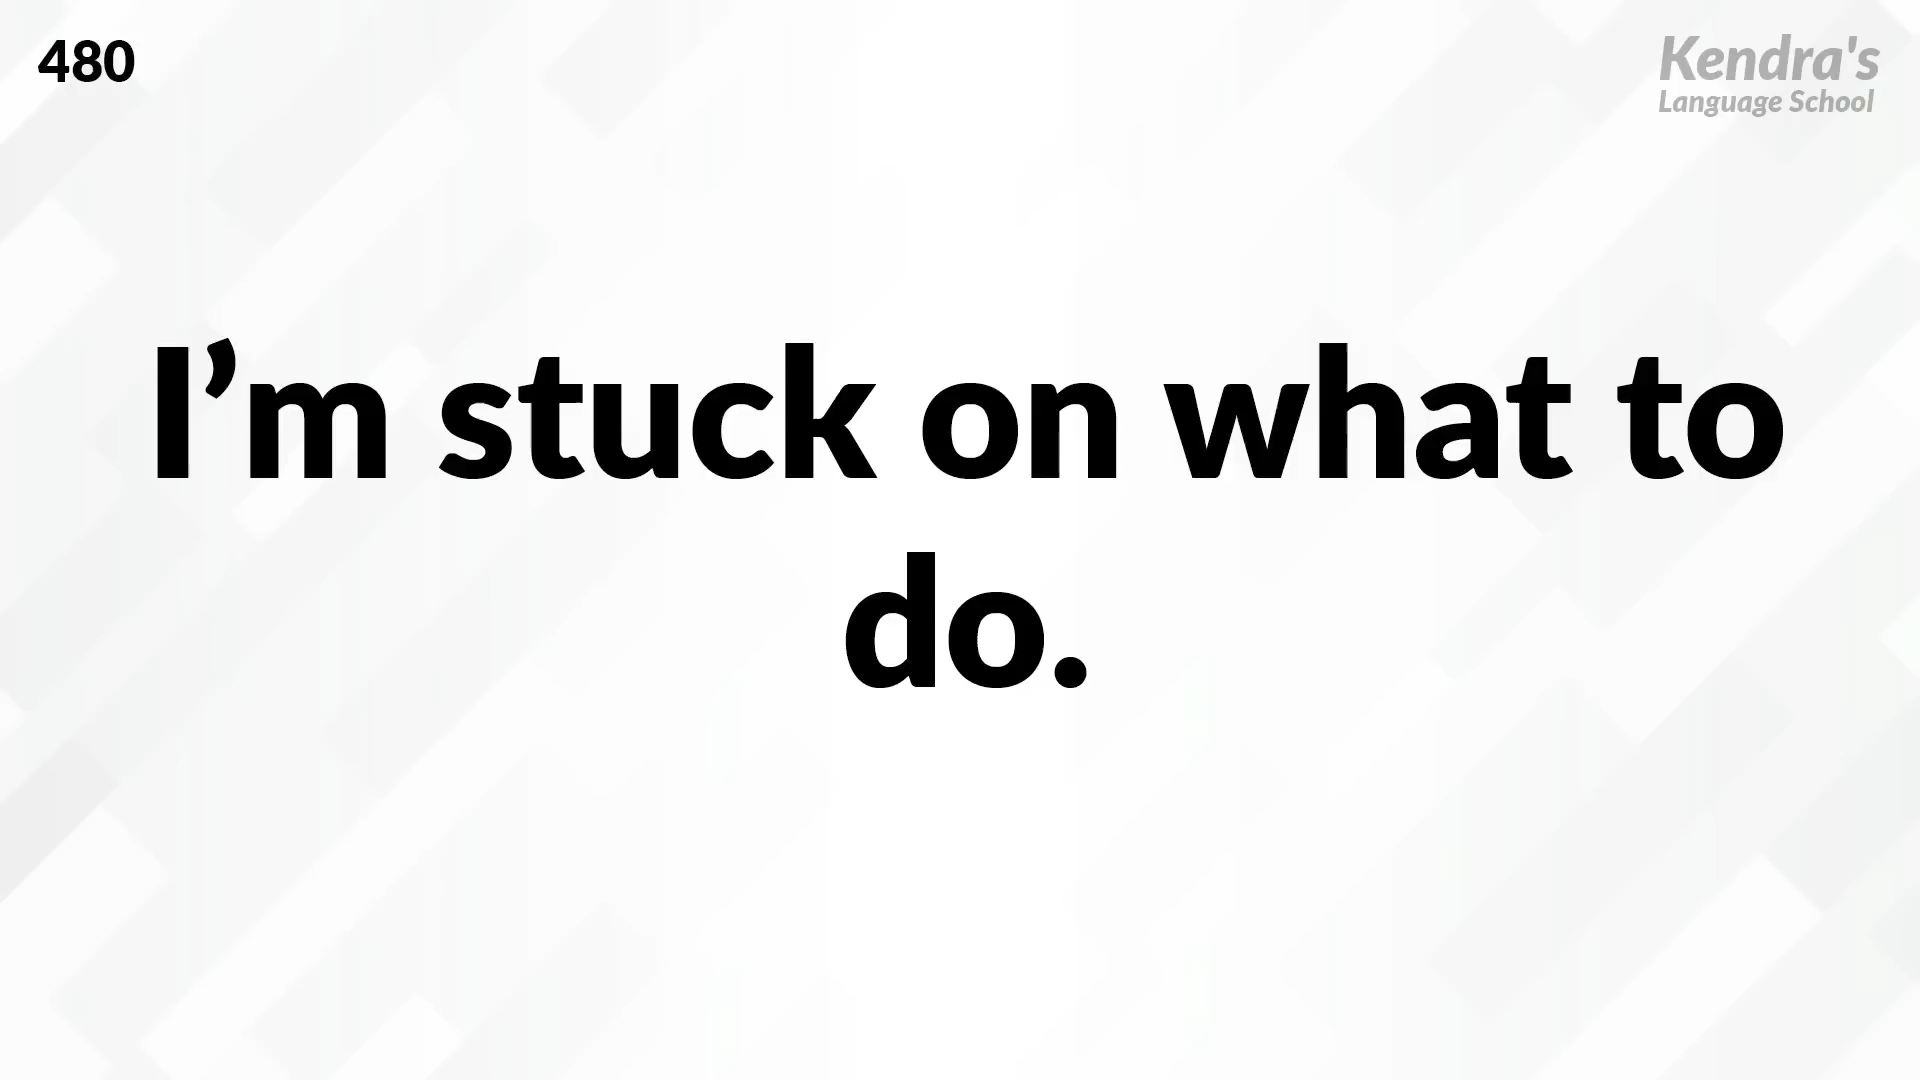 480
Kendra's
Language School
I’m stuck on what to
do.